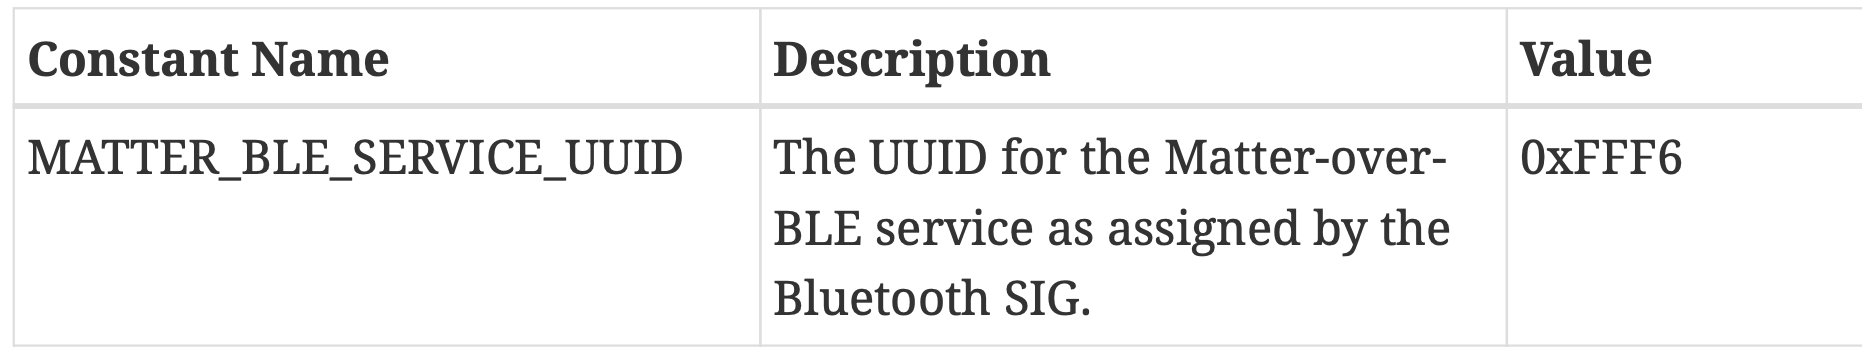 Constant Name Description Value
MATTER_BLE_SERVICE_UUID The UUID for the Matter-over- 0xFFF6
BLE service as assigned by the
Bluetooth SIG.